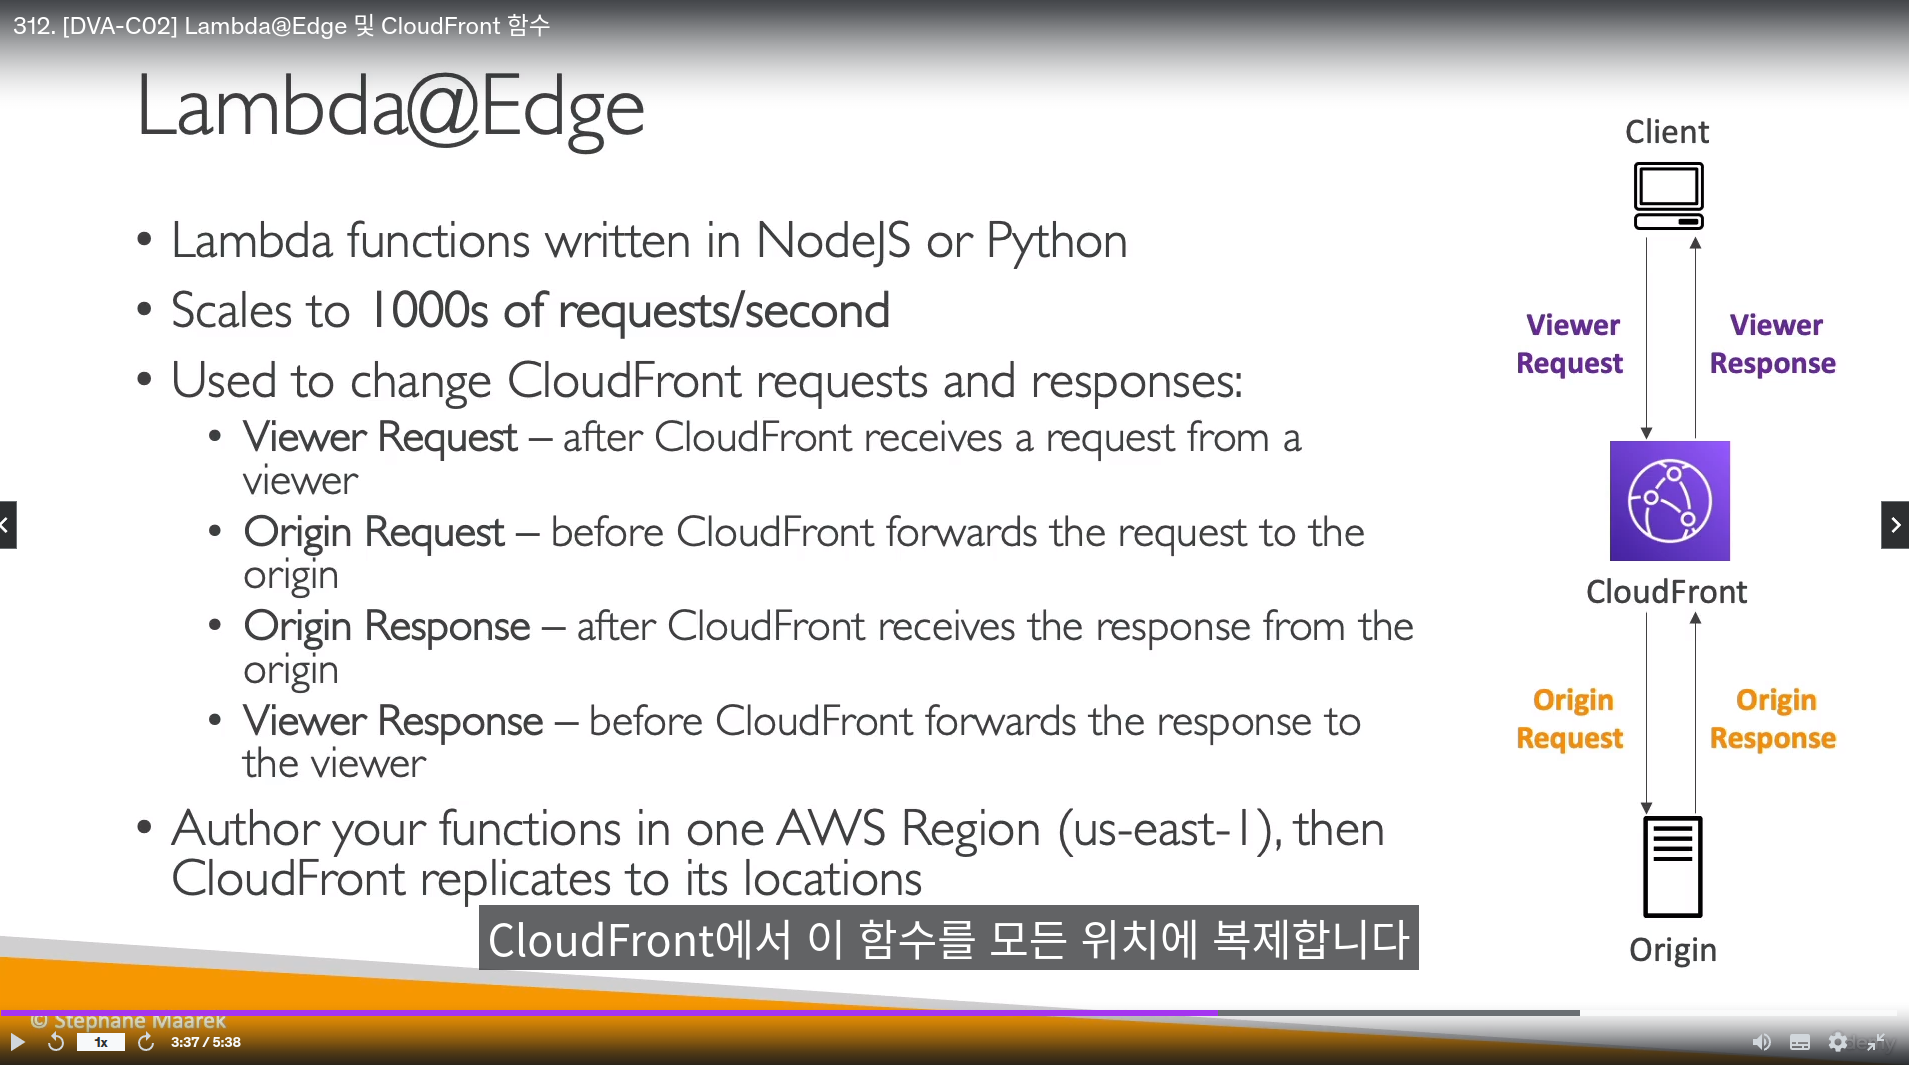 312. [DVA-C02] Lambda@Edge 및 CloudFront 함수
Lambda@Edge
• Lambda functions written in NodeJS or Python
• Scales to 1000s of requests/second
• Used to change CloudFront requests and responses:
• Viewer Request – after CloudFront receives a request from a
viewer
• Origin Request – before CloudFront forwards the request to the
origin
• Origin Response – after CloudFront receives the response from the
origin
• Viewer Response – before CloudFront forwards the response to
the viewer
• Author your functions in one AWS Region (us-east-1), then
CloudFront replicates to its locations
Client
Viewer
Request
Viewer
Response
CloudFront
Origin
Request
Origin
Response
Origin
CloudFront에서 이 함수를 모든 위치에 복제합니다
© Stephane Maarek
1x
3:37 / 5:38